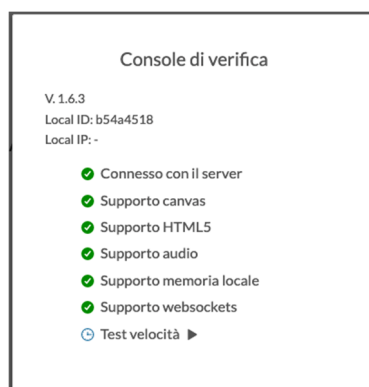 Console di verifica
V. 1.6.3
Local ID: b54a4518
Local IP: -
Connesso con il server
Supporto canvas
Supporto HTML5
Supporto audio
Supporto memoria locale
Supporto websockets
Test velocità